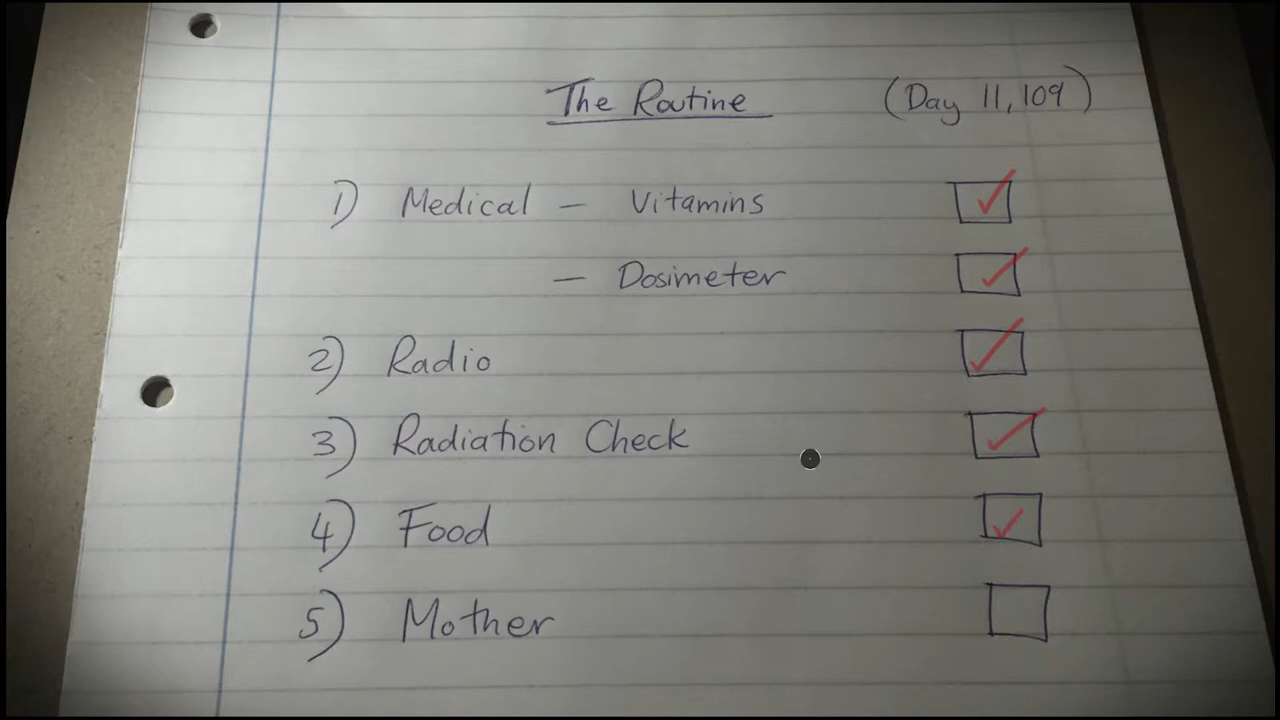 The Routine (Day 11,109)
1) Medical - Vitamins
- Dosimeter
2) Radio
3) Radiation Check
4) Food
5) Mother